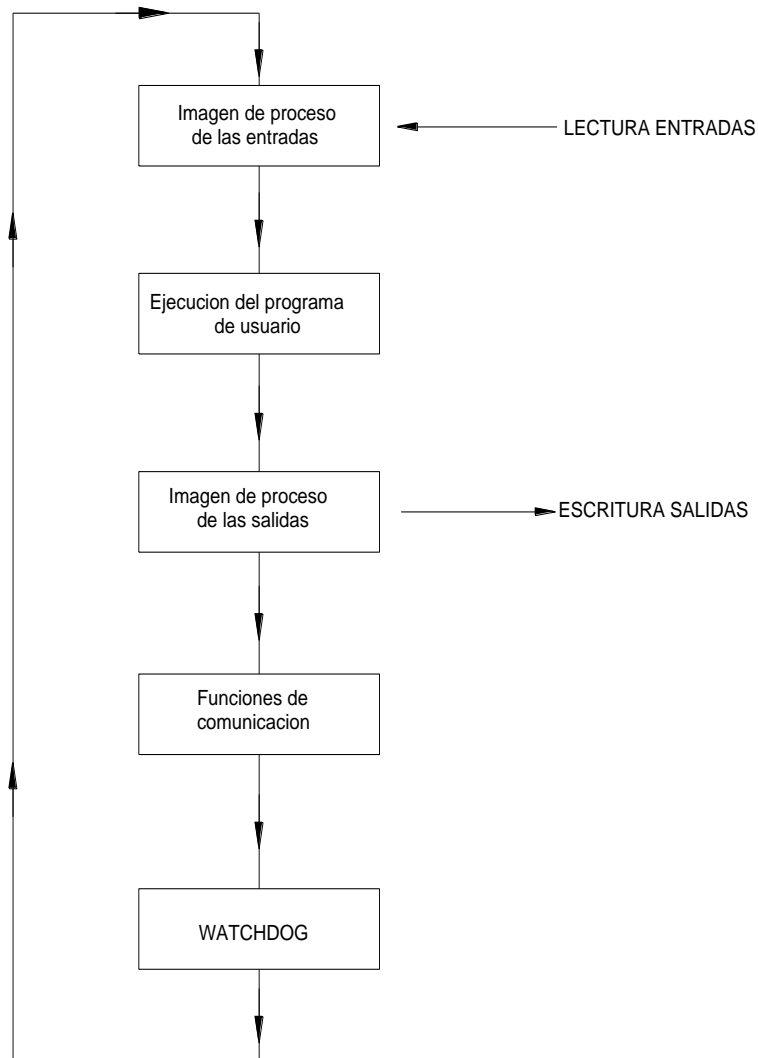 Imagen de proceso
de las entradas
LECTURA ENTRADAS
Ejecucion del programa
de usuario
Imagen de proceso
de las salidas
ESCRITURA SALIDAS
Funciones de
comunicacion
WATCHDOG